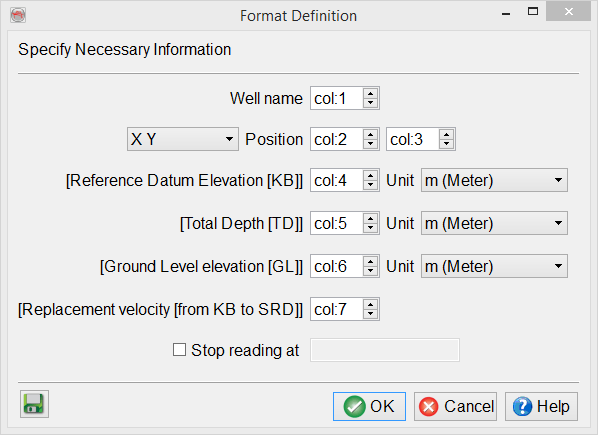 Format Definition
Specify Necessary Information
Well name col:1
X Y Position col:2 col:3
[Reference Datum Elevation [KB]] col:4 Unit m (Meter)
[Total Depth [TD]] col:5 Unit m (Meter)
[Ground Level elevation [GL]] col:6 Unit m (Meter)
[Replacement velocity [from KB to SRD]] col:7
Stop reading at
OK Cancel Help